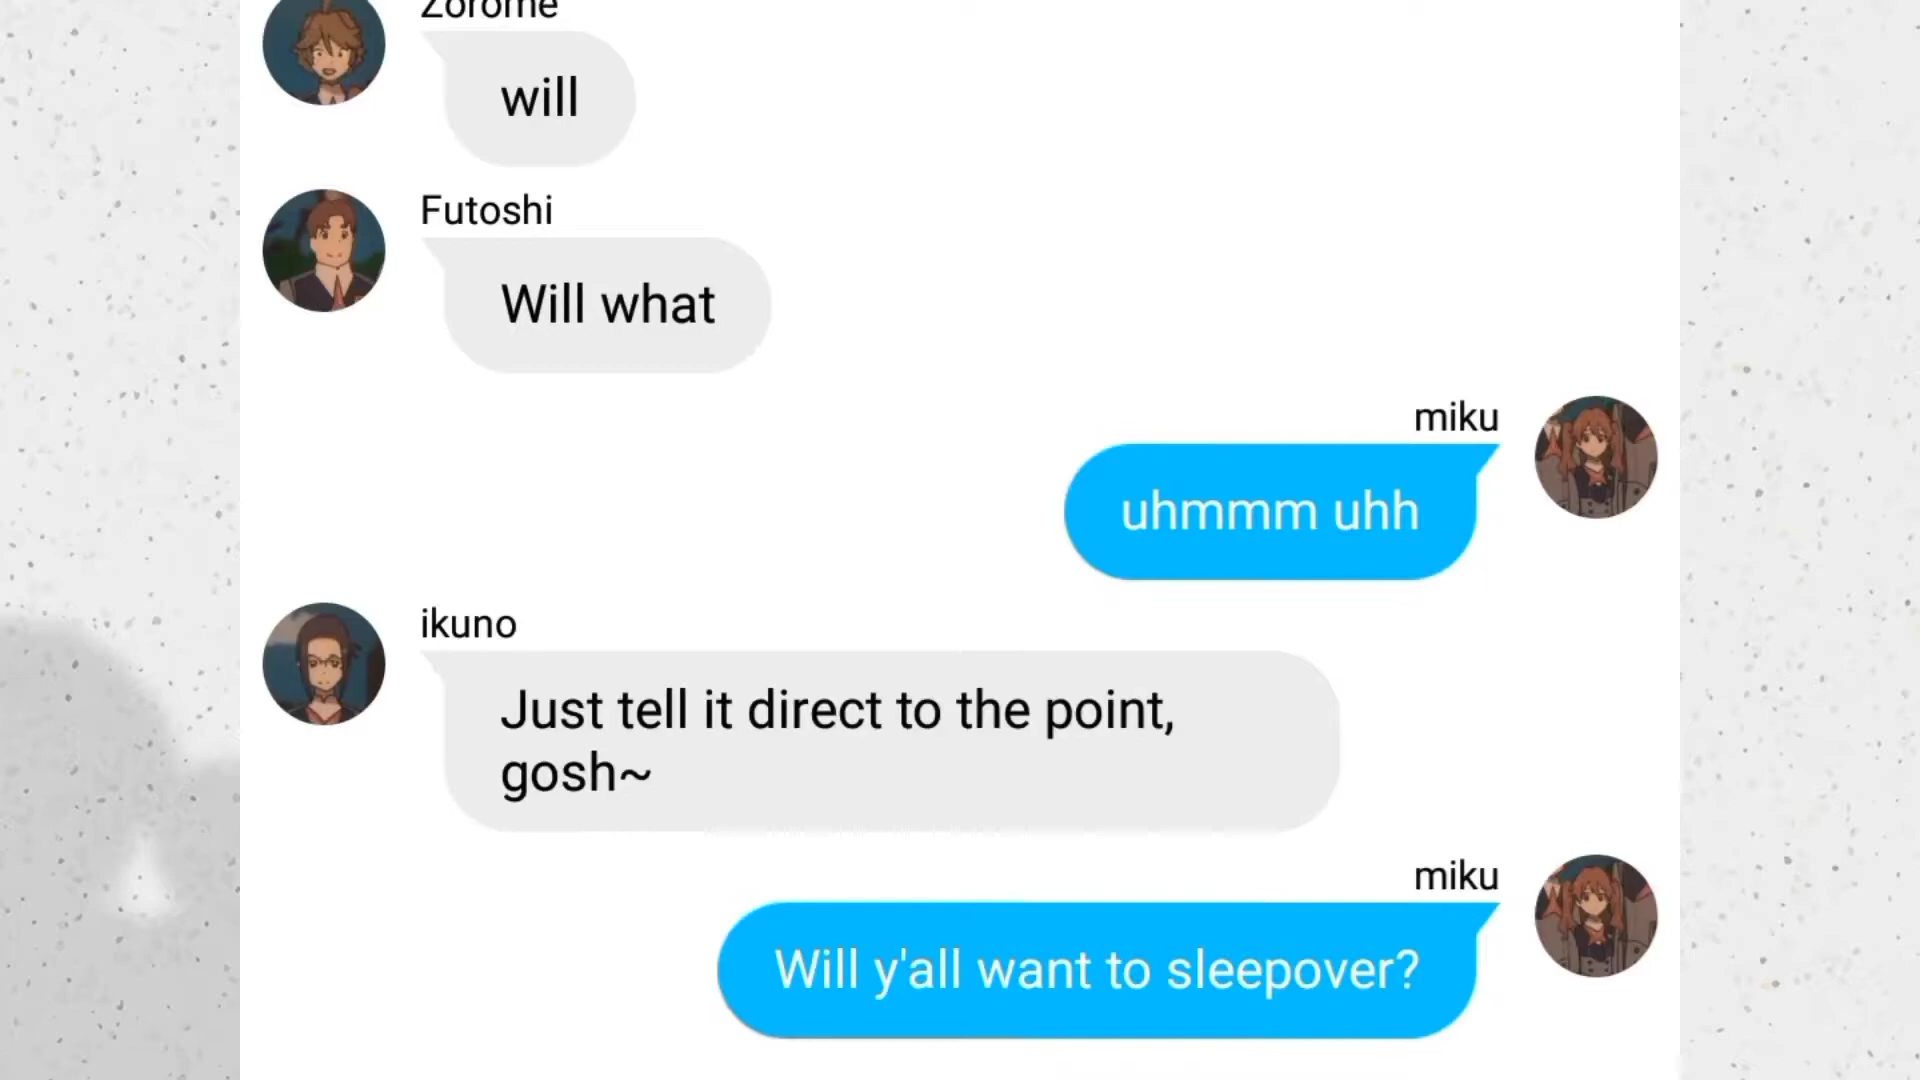 Zorome
will
Futoshi
Will what
miku
uhmmm uhh
ikuno
Just tell it direct to the point,
gosh~
miku
Will y'all want to sleepover?